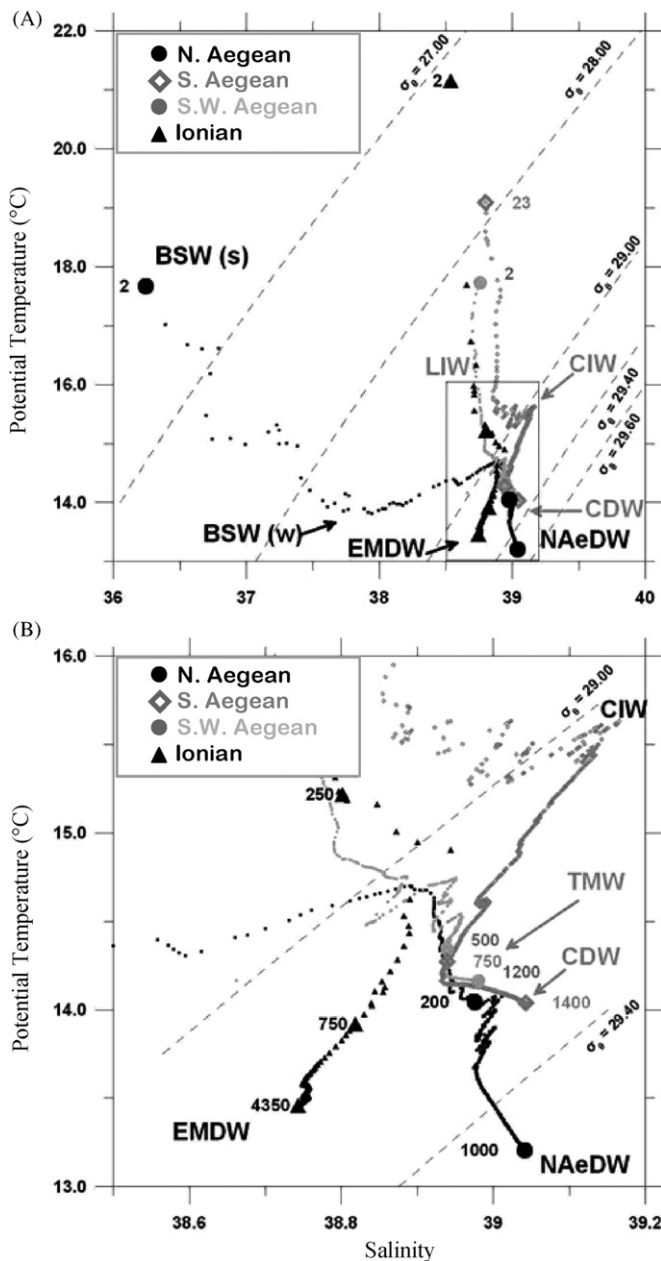 (A)
22.0
20.0
18.0
16.0
14.0
Potential Temperature (°C)
N. Aegean
S. Aegean
S.W. Aegean
Ionian
σθ = 27.00
σθ = 28.00
σθ = 29.00
σθ = 29.40
σθ = 29.60
2
23
BSW (s)
2
2
LIW
CIW
BSW (w)
EMDW
CDW
NAeDW
36 37 38 39 40
(B)
16.0
15.0
14.0
13.0
Potential Temperature (°C)
N. Aegean
S. Aegean
S.W. Aegean
Ionian
σθ = 29.00
CIW
250
TMW
500
750
1200
CDW
200
1400
750
σθ = 29.40
4350
EMDW
1000
NAeDW
38.6 38.8 39 39.2
Salinity